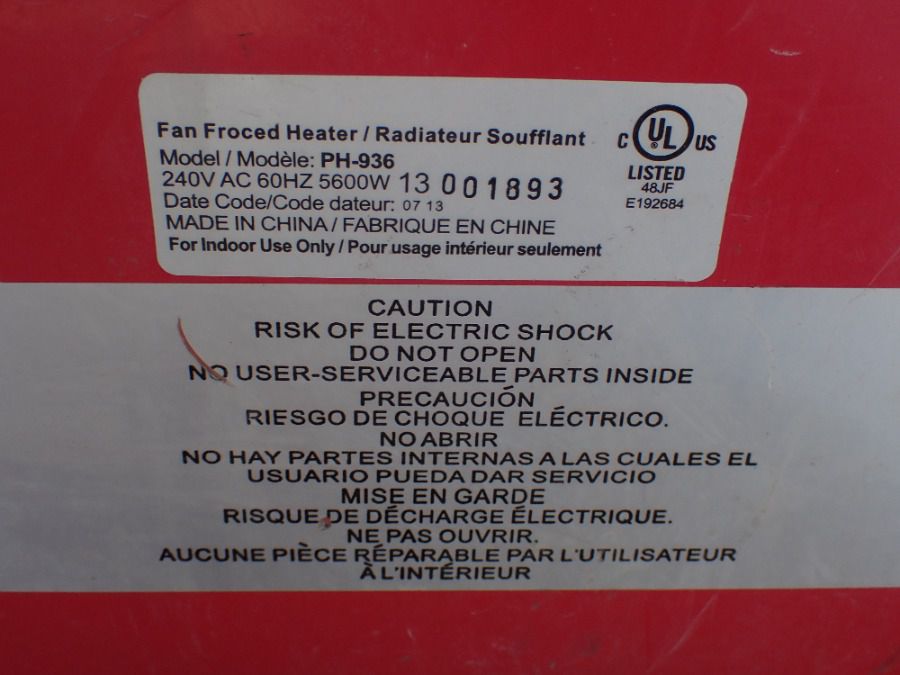 Fan Froced Heater / Radiateur Soufflant
Model / Modèle: PH-936
240V AC 60HZ 5600W 13 001893
Date Code/Code dateur: 07 13
MADE IN CHINA / FABRIQUE EN CHINE
For Indoor Use Only / Pour usage intérieur seulement
C UL US
®
LISTED
48JF
E192684
CAUTION
RISK OF ELECTRIC SHOCK
DO NOT OPEN
NO USER-SERVICEABLE PARTS INSIDE
PRECAUCIÓN
RIESGO DE CHOQUE ELÉCTRICO.
NO ABRIR
NO HAY PARTES INTERNAS A LAS CUALES EL
USUARIO PUEDA DAR SERVICIO
MISE EN GARDE
RISQUE DE DÉCHARGE ÉLECTRIQUE.
NE PAS OUVRIR.
AUCUNE PIÈCE RÉPARABLE PAR L'UTILISATEUR
À L'INTÉRIEUR